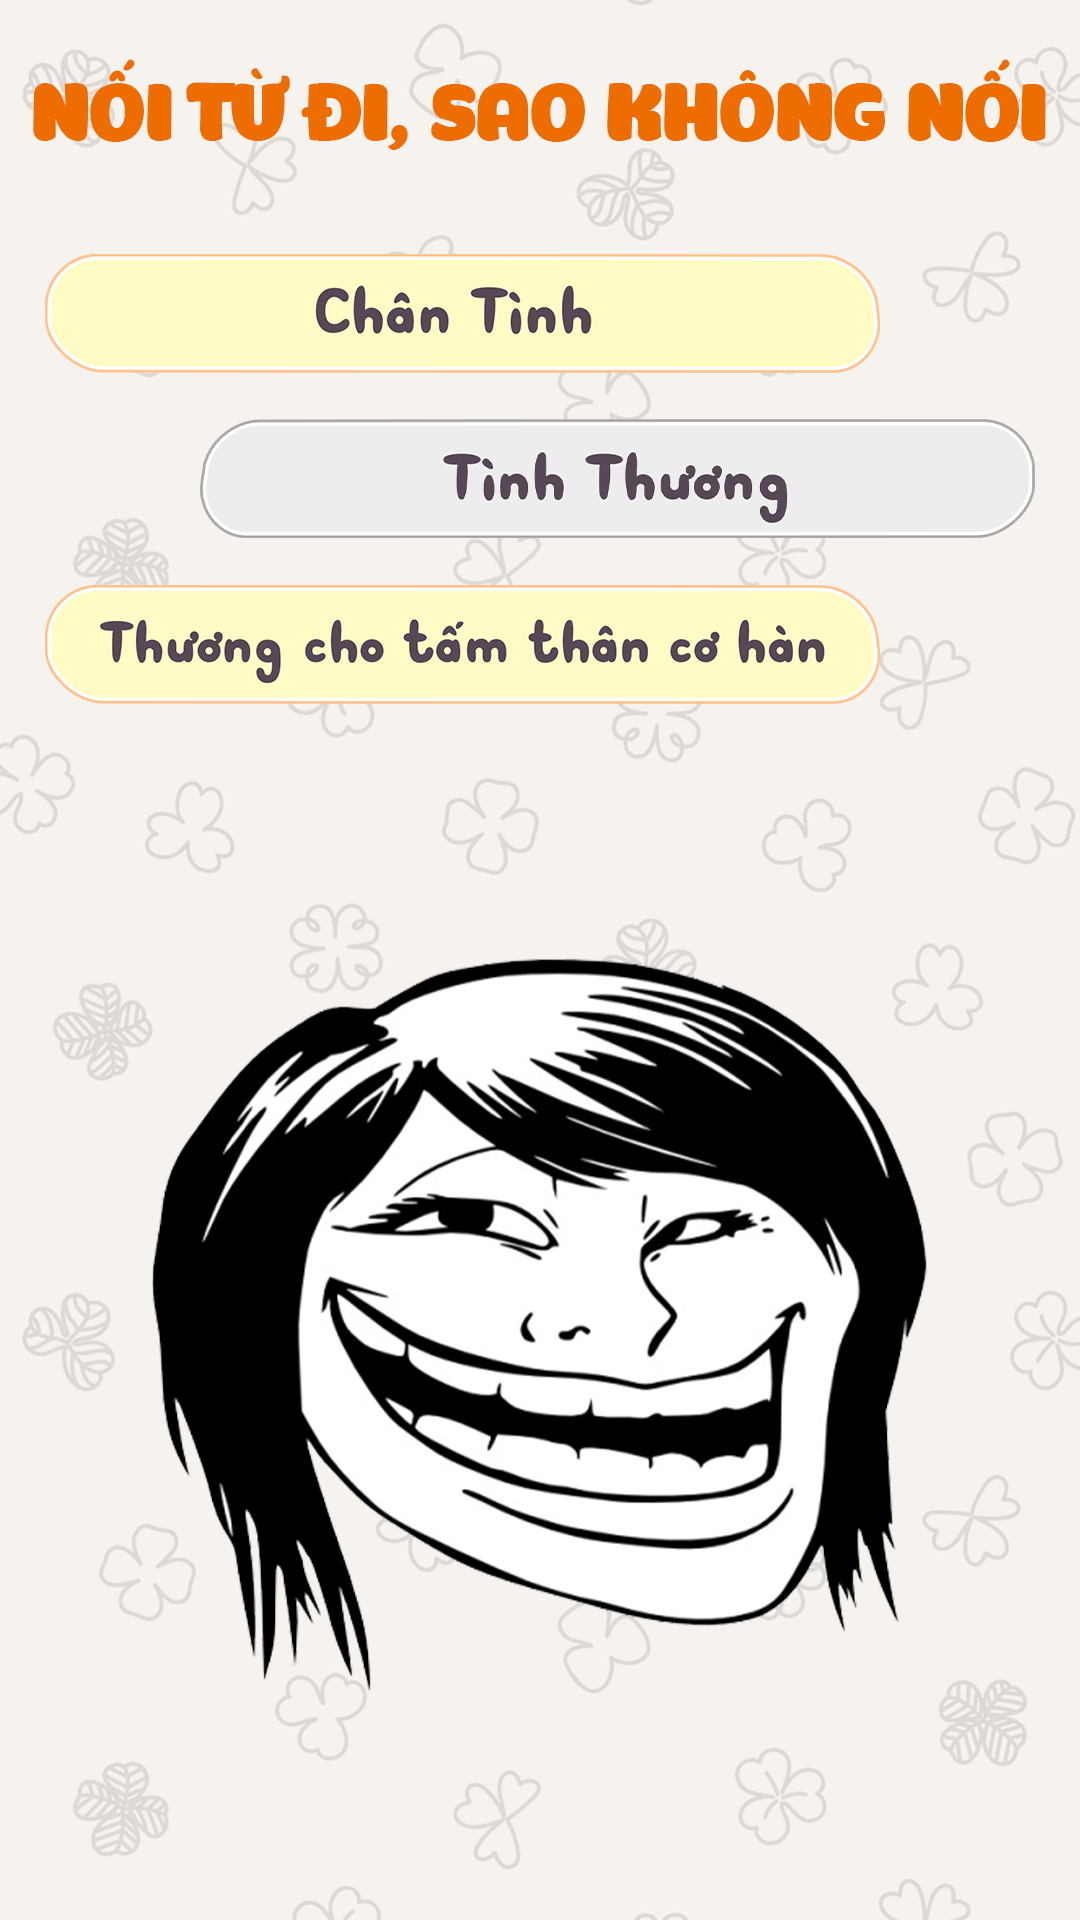 NỐI TỪ ĐI, SAO KHÔNG NỐI
Chân Tình
Tình Thương
Thương cho tấm thân cơ hàn